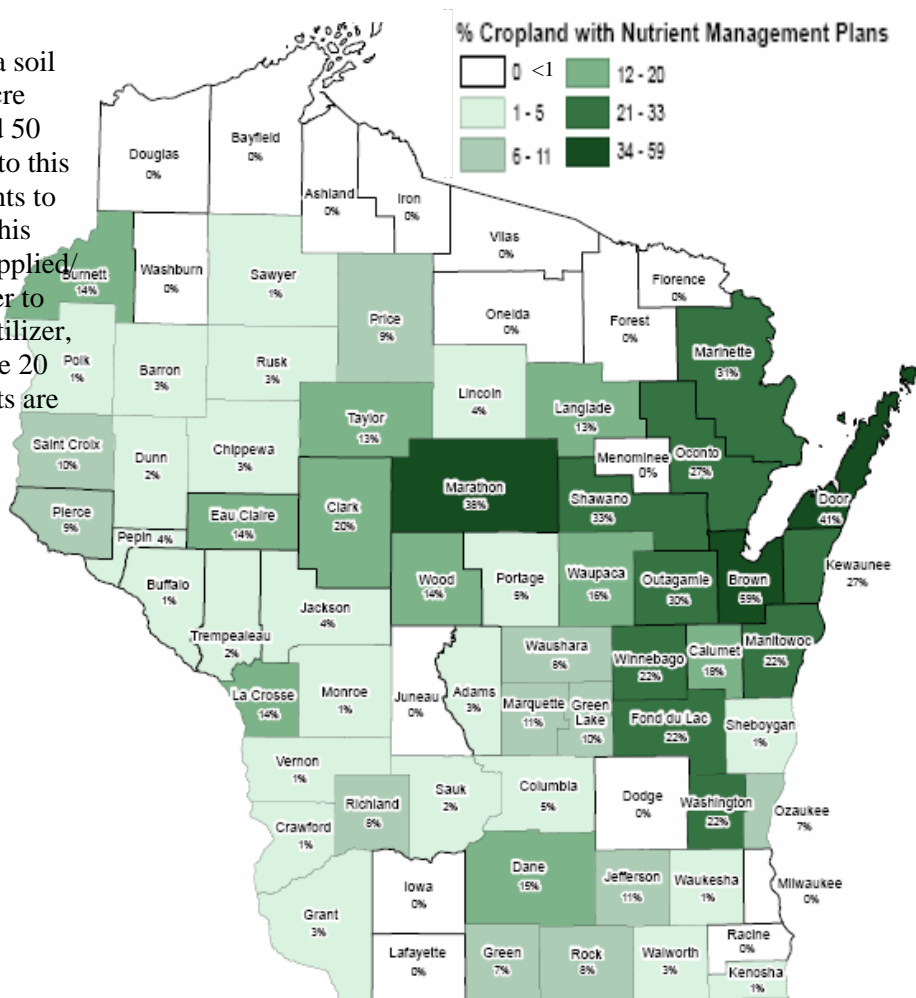 a soil
cre
l 50
to this
nts to
his
applied/
er to
tilizer,
e 20
ts are
% Cropland with Nutrient Management Plans
0 <1
12 - 20
1 - 5
21 - 33
6 - 11
34 - 59
Douglas
0%
Bayfield
0%
Ashland
0%
Iron
0%
Vilas
0%
Florence
0%
Burnett
14%
Washburn
0%
Sawyer
1%
Price
9%
Oneida
0%
Forest
0%
Marinette
31%
Polk
1%
Barron
3%
Rusk
3%
Lincoln
4%
Langlade
13%
Taylor
13%
Saint Croix
10%
Dunn
2%
Chippewa
3%
Menominee
0%
Oconto
27%
Marathon
38%
Shawano
33%
Door
41%
Pierce
9%
Eau Claire
14%
Clark
20%
Pepin 4%
Buffalo
1%
Wood
14%
Portage
5%
Waupaca
16%
Outagamie
30%
Brown
59%
Kewaunee
27%
Jackson
4%
Trempealeau
2%
Waushara
8%
Winnebago
22%
Calumet
18%
Manitowoc
22%
La Crosse
14%
Monroe
1%
Juneau
0%
Adams
3%
Marquette
11%
Green
Lake
10%
Fond du Lac
22%
Sheboygan
1%
Vernon
1%
Sauk
2%
Columbia
5%
Dodge
0%
Washington
22%
Ozaukee
7%
Richland
6%
Crawford
1%
Dane
15%
Jefferson
11%
Waukesha
1%
Milwaukee
0%
Iowa
0%
Grant
3%
Lafayette
0%
Green
7%
Rock
8%
Walworth
3%
Racine
0%
Kenosha
1%